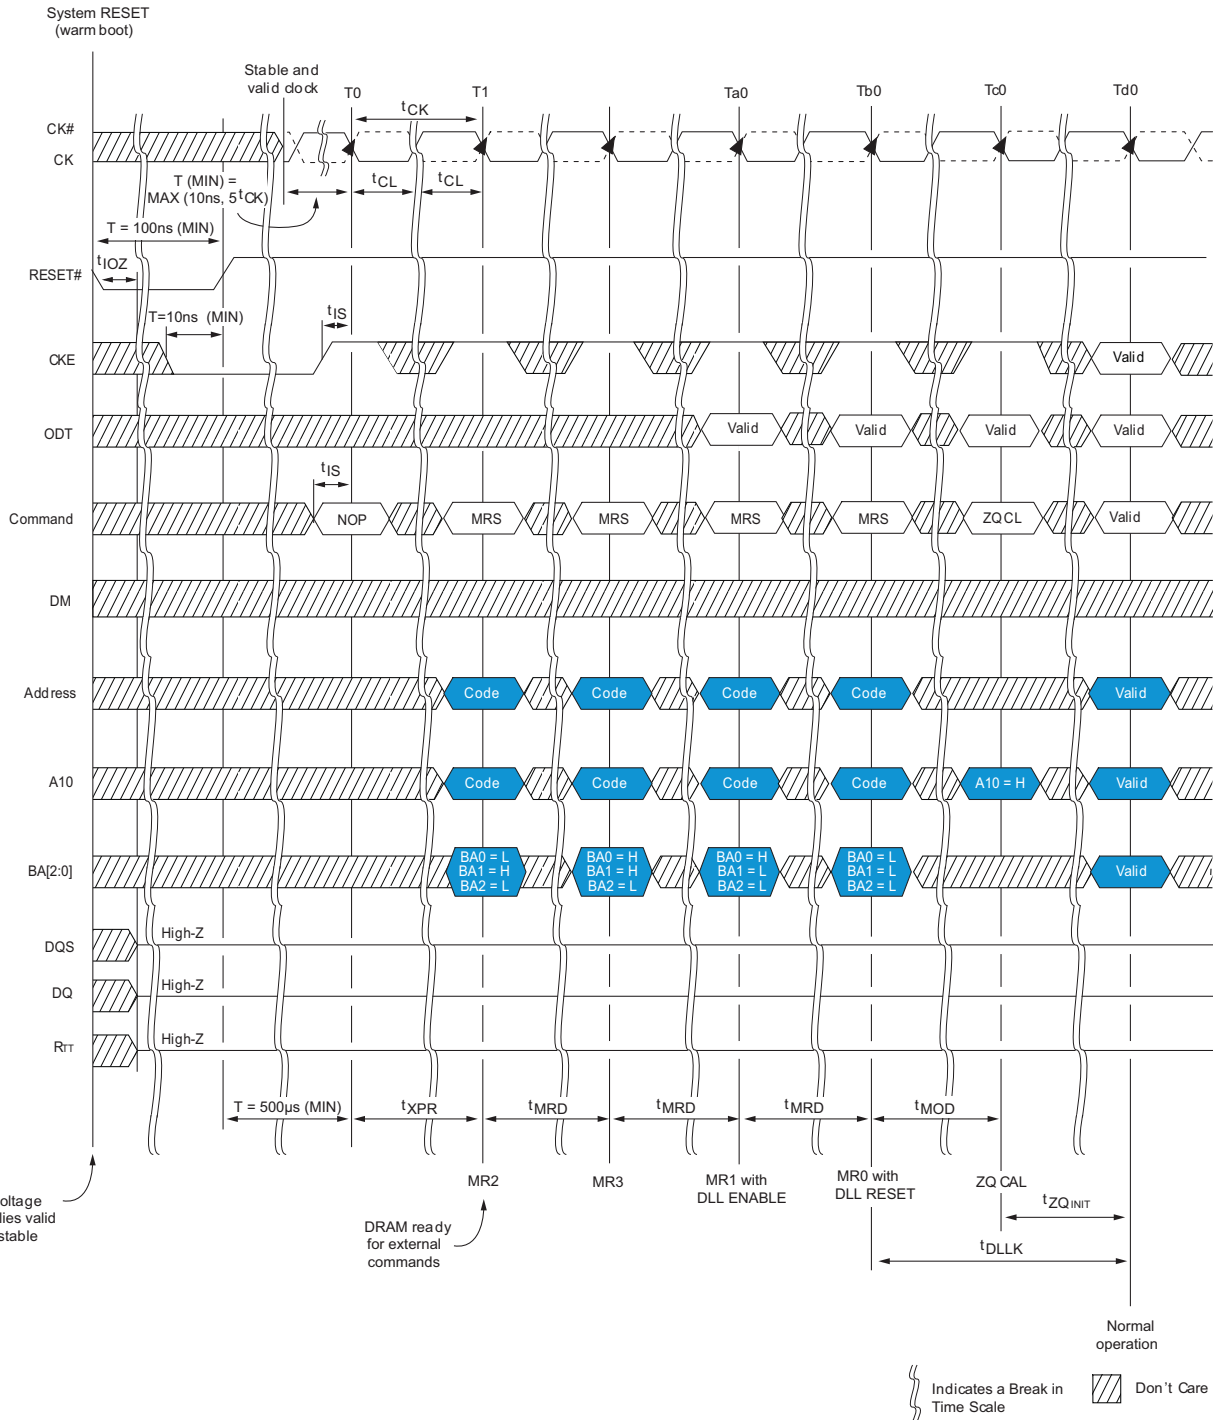 System RESET
(warm boot)
Stable and
valid clock
T0
T1
Ta0
Tb0
Tc0
Td0
tCK
CK#
CK
T (MIN) =
MAX (10ns, 5tCK)
tCL
tCL
T = 100ns (MIN)
tIOZ
RESET#
T=10ns (MIN)
tIS
CKE
Valid
ODT
Valid
Valid
Valid
Valid
tIS
Command
NOP
MRS
MRS
MRS
MRS
ZQCL
Valid
DM
Address
Code
Code
Code
Code
Valid
A10
Code
Code
Code
Code
A10 = H
Valid
BA[2:0]
BA0 = L
BA1 = H
BA2 = L
BA0 = H
BA1 = H
BA2 = L
BA0 = H
BA1 = L
BA2 = L
BA0 = L
BA1 = L
BA2 = L
Valid
DQS
High-Z
DQ
High-Z
RTT
High-Z
T = 500µs (MIN)
tXPR
tMRD
tMRD
tMRD
tMOD
MR2
MR3
MR1 with
DLL ENABLE
MR0 with
DLL RESET
ZQ CAL
tZQINIT
oltage
lies valid
stable
DRAM ready
for external
commands
tDLLK
Normal
operation
Indicates a Break in
Time Scale
Don't Care